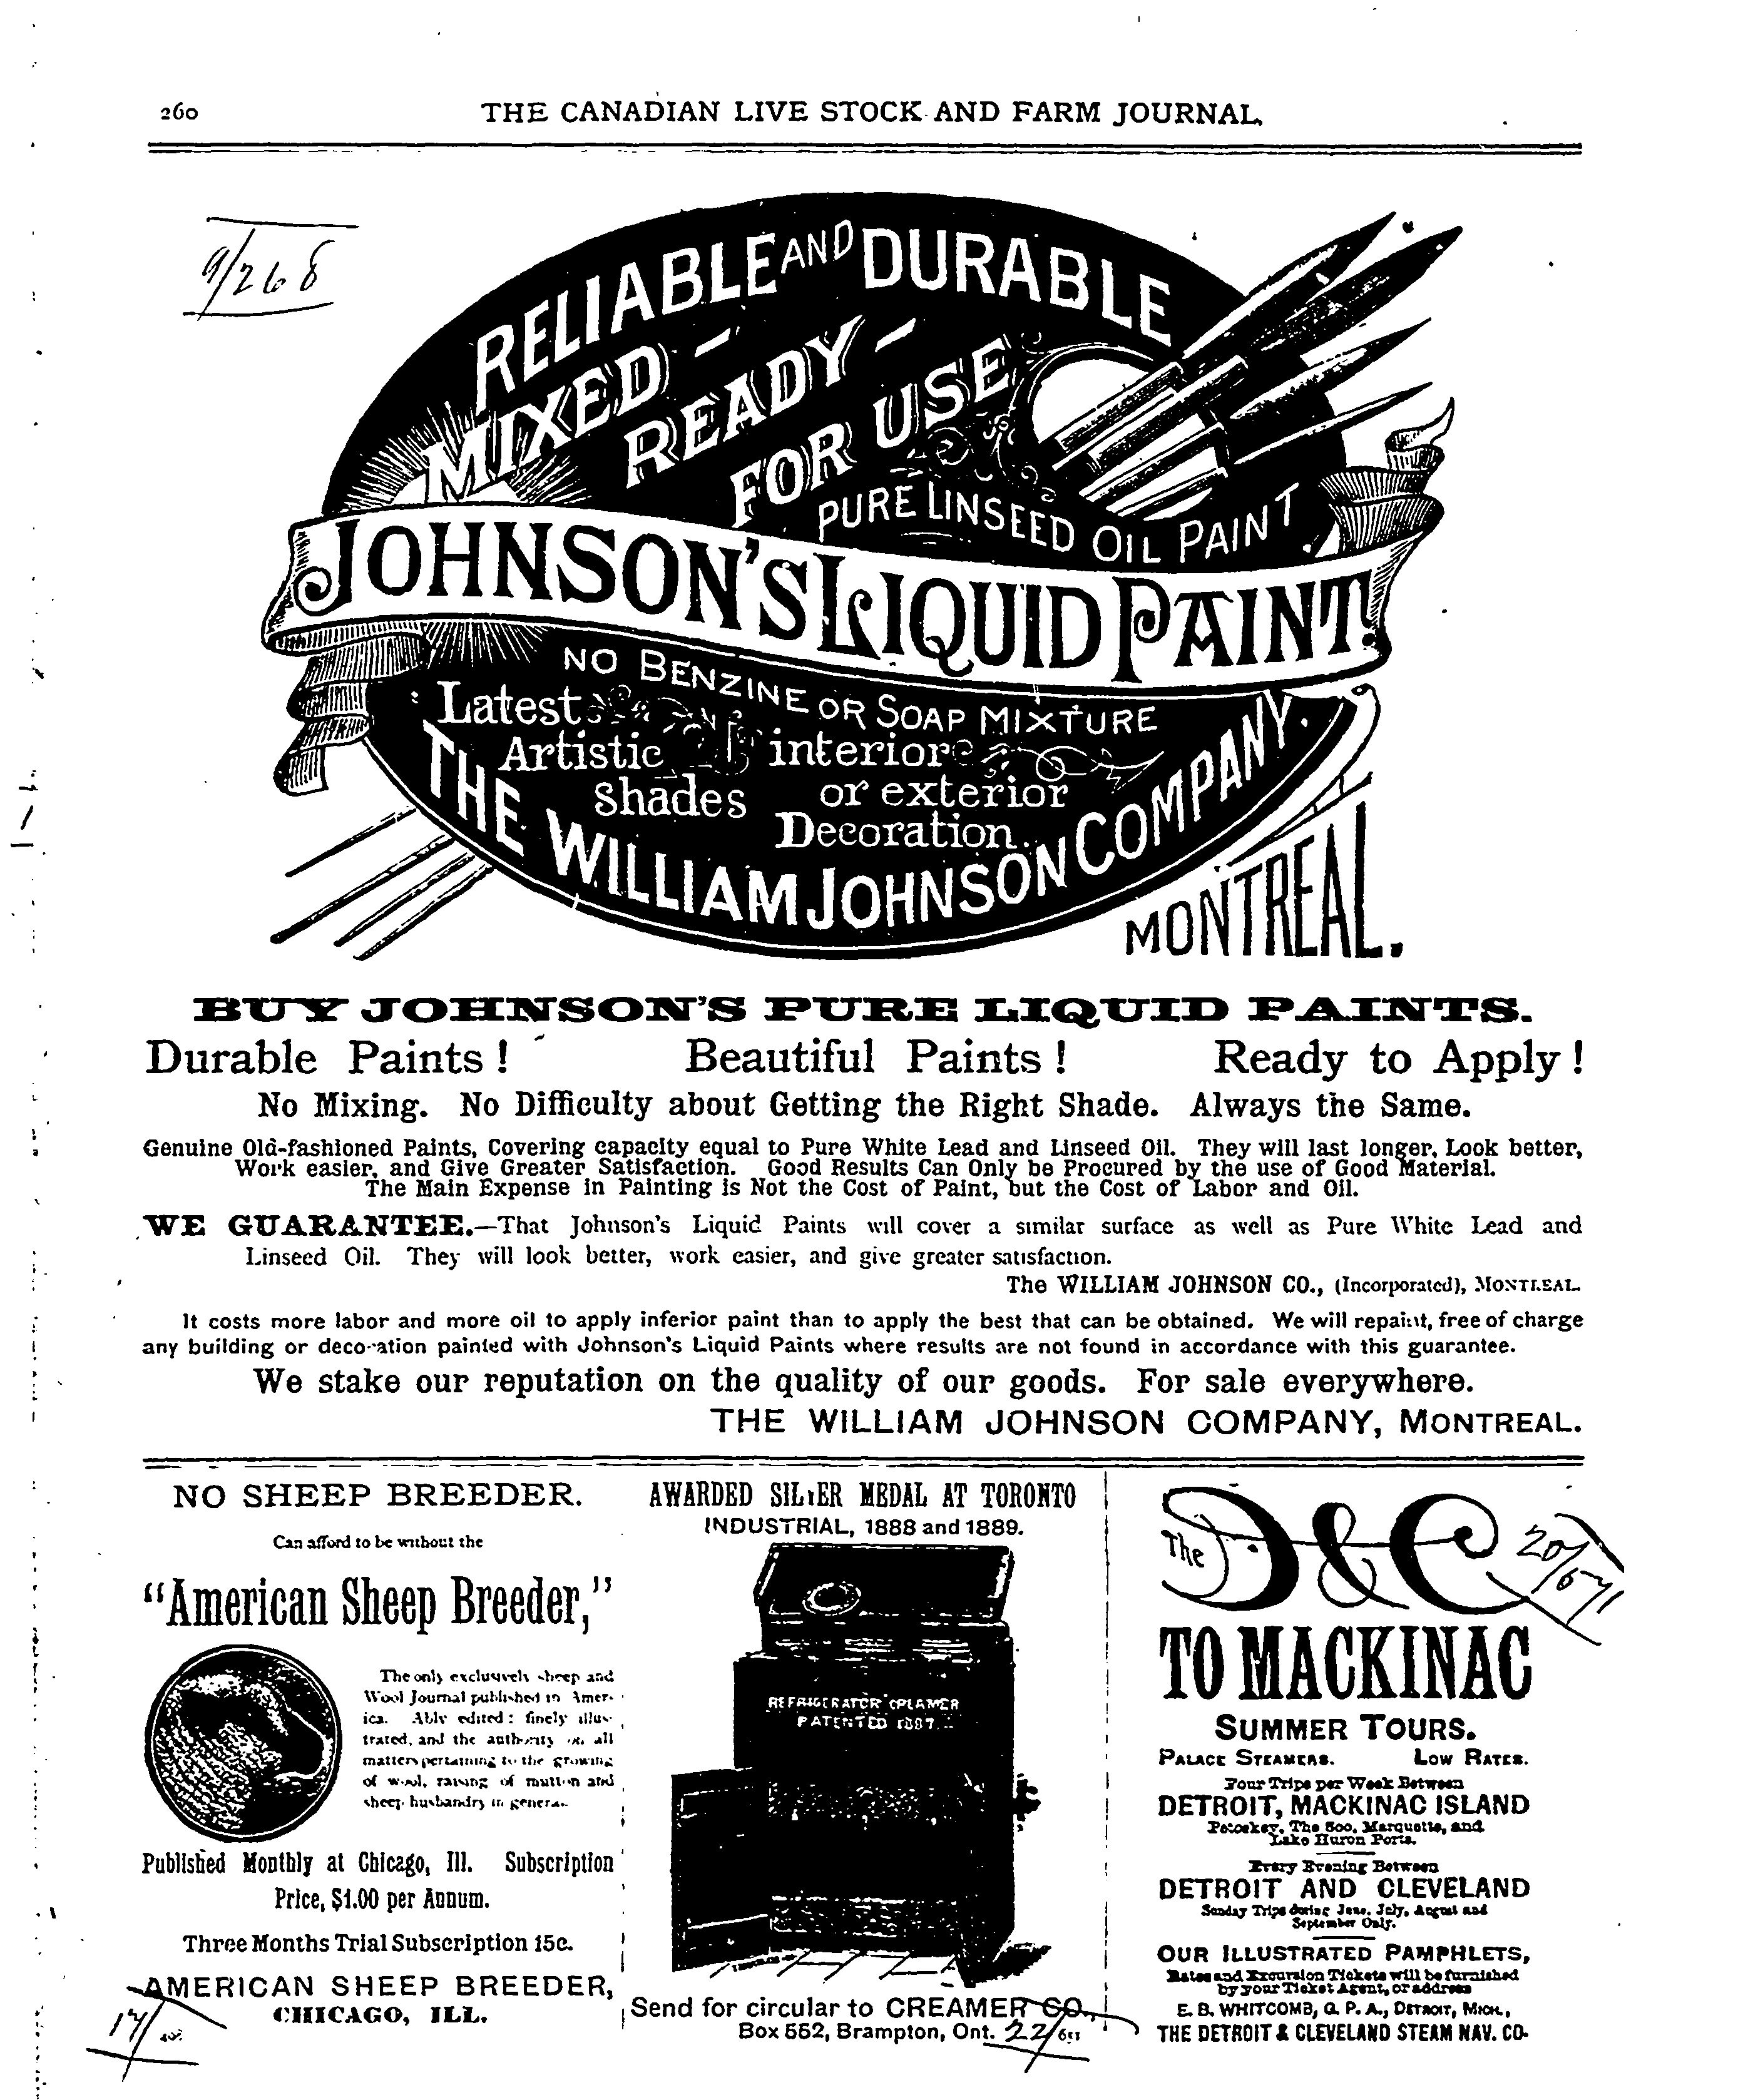 260
THE CANADIAN LIVE STOCK AND FARM JOURNAL.
9/268
RELIABLE AND DURABLE
MIXED—
READY—
FOR USE
PURE LINSEED OIL PAINT
JOHNSON'S LIQUID PAINT.
NO BENZINE OR SOAP MIXTURE
Latest
Artistic
Shades
interior
or exterior
Decoration.
THE WILLIAM JOHNSON COMPANY.
MONTREAL.
BUY JOHNSON'S PURE LIQUID PAINTS.
Durable Paints! Beautiful Paints! Ready to Apply!
No Mixing. No Difficulty about Getting the Right Shade. Always the Same.
Genuine Old-fashioned Paints, Covering capacity equal to Pure White Lead and Linseed Oil. They will last longer, Look better,
Work easier, and Give Greater Satisfaction. Good Results Can Only be Procured by the use of Good Material.
The Main Expense in Painting is Not the Cost of Paint, but the Cost of Labor and Oil.
WE GUARANTEE.—That Johnson's Liquid Paints will cover a similar surface as well as Pure White Lead and
Linseed Oil. They will look better, work easier, and give greater satisfaction.
The WILLIAM JOHNSON CO., (Incorporated), MONTREAL.
It costs more labor and more oil to apply inferior paint than to apply the best that can be obtained. We will repaint, free of charge
any building or decoration painted with Johnson's Liquid Paints where results are not found in accordance with this guarantee.
We stake our reputation on the quality of our goods. For sale everywhere.
THE WILLIAM JOHNSON COMPANY, MONTREAL.
NO SHEEP BREEDER.
Can afford to be without the
"American Sheep Breeder,"
The only exclusively sheep and
Wool Journal published in Amer-
ica. Ably edited: finely illus-
trated, and the authority on all
matters pertaining to the growing
of wool, raising of mutton and
sheep husbandry in general.
Published Monthly at Chicago, Ill. Subscription
Price, $1.00 per Annum.
Three Months Trial Subscription 15c.
AMERICAN SHEEP BREEDER,
CHICAGO, ILL.
17/
AWARDED SILVER MEDAL AT TORONTO
INDUSTRIAL, 1888 and 1889.
REFRIGERATOR CREAMER
PATENTED 1887.
Send for circular to CREAMER CO.,
Box 552, Brampton, Ont.
22/
The D & C
20/
TO MACKINAC
SUMMER TOURS.
PALACE STEAMERS. LOW RATES.
Four Trips per Week Between
DETROIT, MACKINAC ISLAND
Petoskey, The Soo, Marquette, and
Lake Huron Ports.
Every Evening Between
DETROIT AND CLEVELAND
Sunday Trips during June, July, August and
September Only.
OUR ILLUSTRATED PAMPHLETS,
Rates and Excursion Tickets will be furnished
by your Ticket Agent, or address
E. B. WHITCOMB, G. P. A., DETROIT, MICH.,
THE DETROIT & CLEVELAND STEAM NAV. CO.